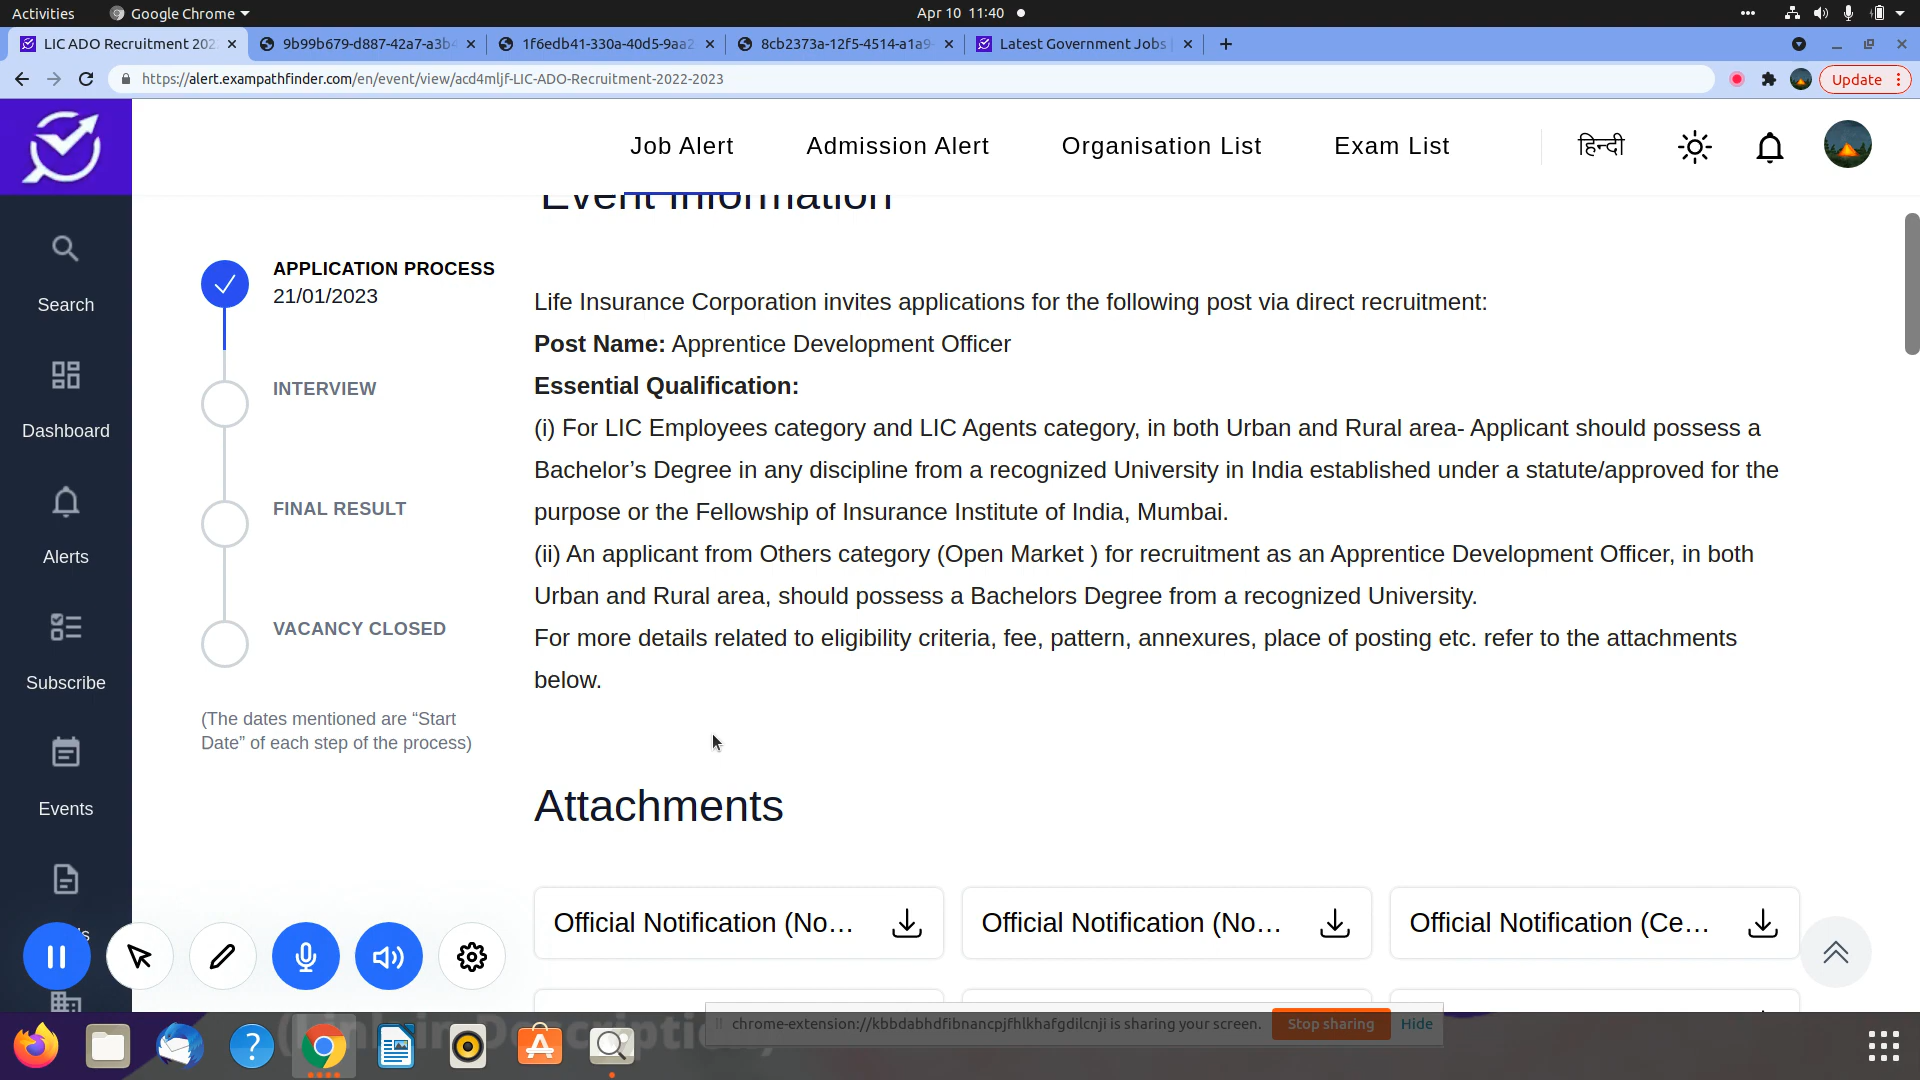 Activities
Google Chrome
Apr 10 11:40
LIC ADO Recruitment 202
9b99b679-d887-42a7-a3b4
1f6edb41-330a-40d5-9aa2
8cb2373a-12f5-4514-a1a9-
Latest Government Jobs
https://alert.exampathfinder.com/en/event/view/acd4mljf-LIC-ADO-Recruitment-2022-2023
Update
Job Alert
Admission Alert
Organisation List
Exam List
हिन्दी
Search
Dashboard
Alerts
Subscribe
Events
APPLICATION PROCESS
21/01/2023
INTERVIEW
FINAL RESULT
VACANCY CLOSED
(The dates mentioned are “Start
Date” of each step of the process)
Event Information
Life Insurance Corporation invites applications for the following post via direct recruitment:
Post Name: Apprentice Development Officer
Essential Qualification:
(i) For LIC Employees category and LIC Agents category, in both Urban and Rural area- Applicant should possess a
Bachelor’s Degree in any discipline from a recognized University in India established under a statute/approved for the
purpose or the Fellowship of Insurance Institute of India, Mumbai.
(ii) An applicant from Others category (Open Market ) for recruitment as an Apprentice Development Officer, in both
Urban and Rural area, should possess a Bachelors Degree from a recognized University.
For more details related to eligibility criteria, fee, pattern, annexures, place of posting etc. refer to the attachments
below.
Attachments
Official Notification (No...
Official Notification (No...
Official Notification (Ce...
chrome-extension://kbbdabhdfibnancpjfhlkhafgdilcnji is sharing your screen.
Stop sharing
Hide